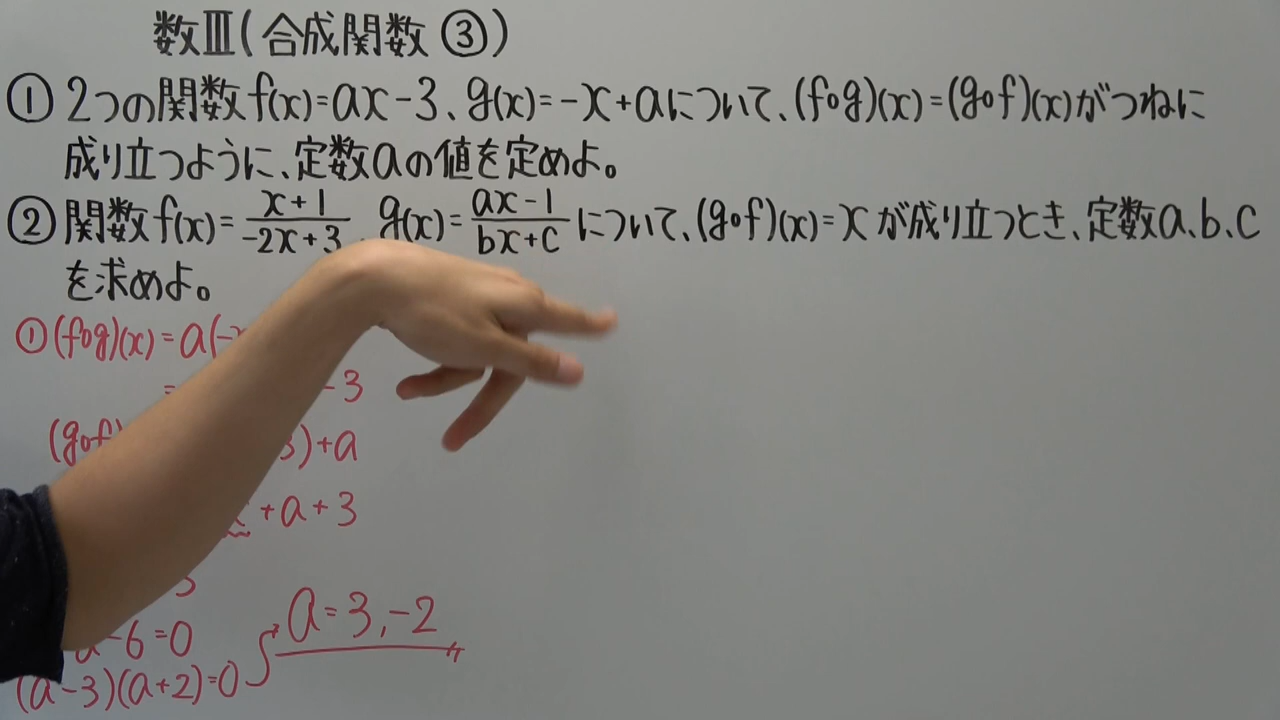 数Ⅲ(合成関数③)
① 2つの関数f(x)=ax-3、g(x)=-x+aについて、(f∘g)(x)=(g∘f)(x)がつねに
成り立つように、定数aの値を定めよ。
② 関数f(x)=\frac{x+1}{-2x+3}、g(x)=\frac{ax-1}{bx+c}について、(g∘f)(x)=xが成り立つとき、定数a、b、c
を求めよ。
①(f∘g)(x)=a(-
= -3
(g∘f) )+a
+a+3
-6=0
a=3,-2
(a-3)(a+2)=0